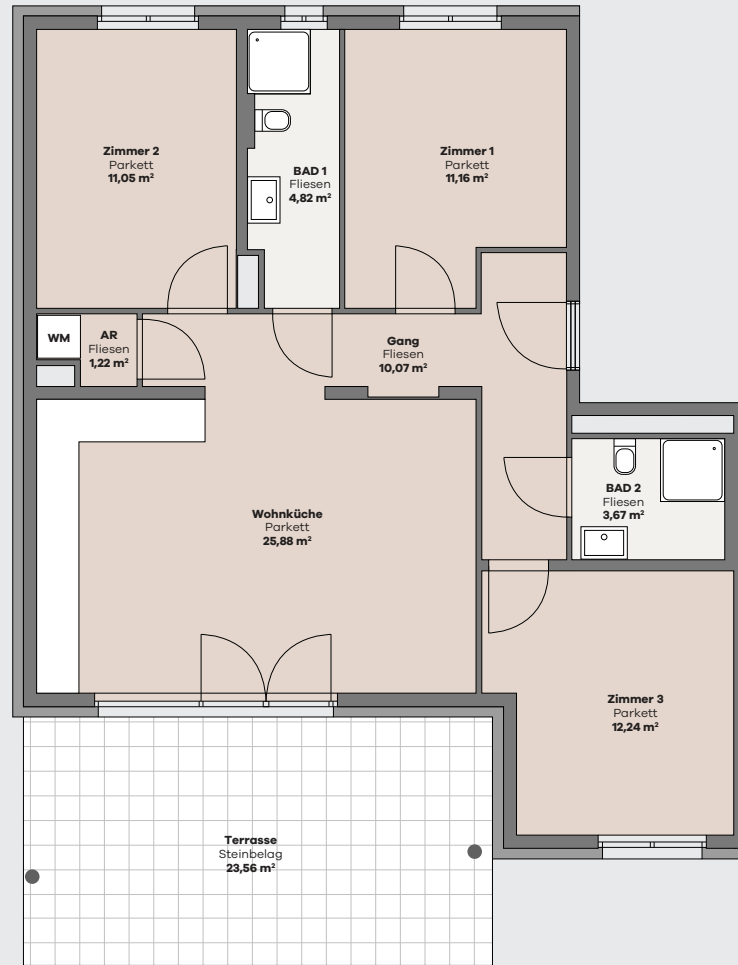 Zimmer 2
Parkett
11,05 m²
BAD 1
Fliesen
4,82 m²
Zimmer 1
Parkett
11,16 m²
WM
AR
Fliesen
1,22 m²
Gang
Fliesen
10,07 m²
Wohnküche
Parkett
25,88 m²
BAD 2
Fliesen
3,67 m²
Zimmer 3
Parkett
12,24 m²
Terrasse
Steinbelag
23,56 m²